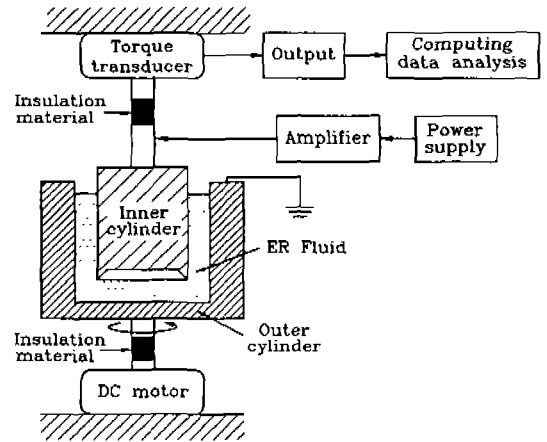 Torque
transducer
Output
Computing
data analysis
Insulation
material
Amplifier
Power
supply
Inner
cylinder
ER Fluid
Outer
cylinder
Insulation
material
DC motor